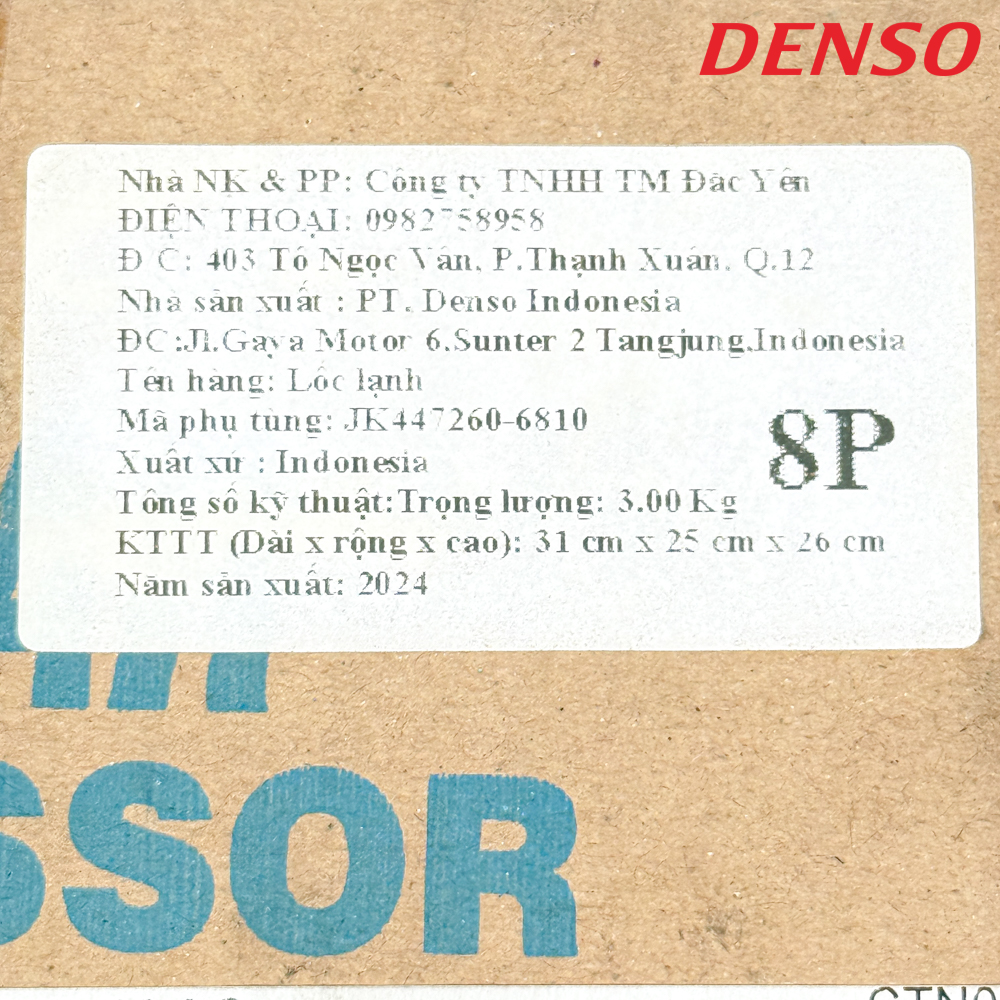 DENSO
Nhà NK & PP: Công ty TNHH TM Đăc Yên
ĐIỆN THOẠI: 0982758958
Đ C: 403 Tô Ngọc Vân, P.Thạnh Xuân. Q.12
Nhà sản xuất : PT. Denso Indonesia
ĐC:Jl.Gaya Motor 6.Sunter 2 Tangjung.Indonesia
Tên hàng: Lốc lạnh
Mã phụ tùng: JK447260-6810
8P
Xuất xứ : Indonesia
Tông số kỹ thuật:Trọng lượng: 3.00 Kg
KTTT (Dài x rộng x cao): 31 cm x 25 cm x 26 cm
Năm sản xuất: 2024
SSOR